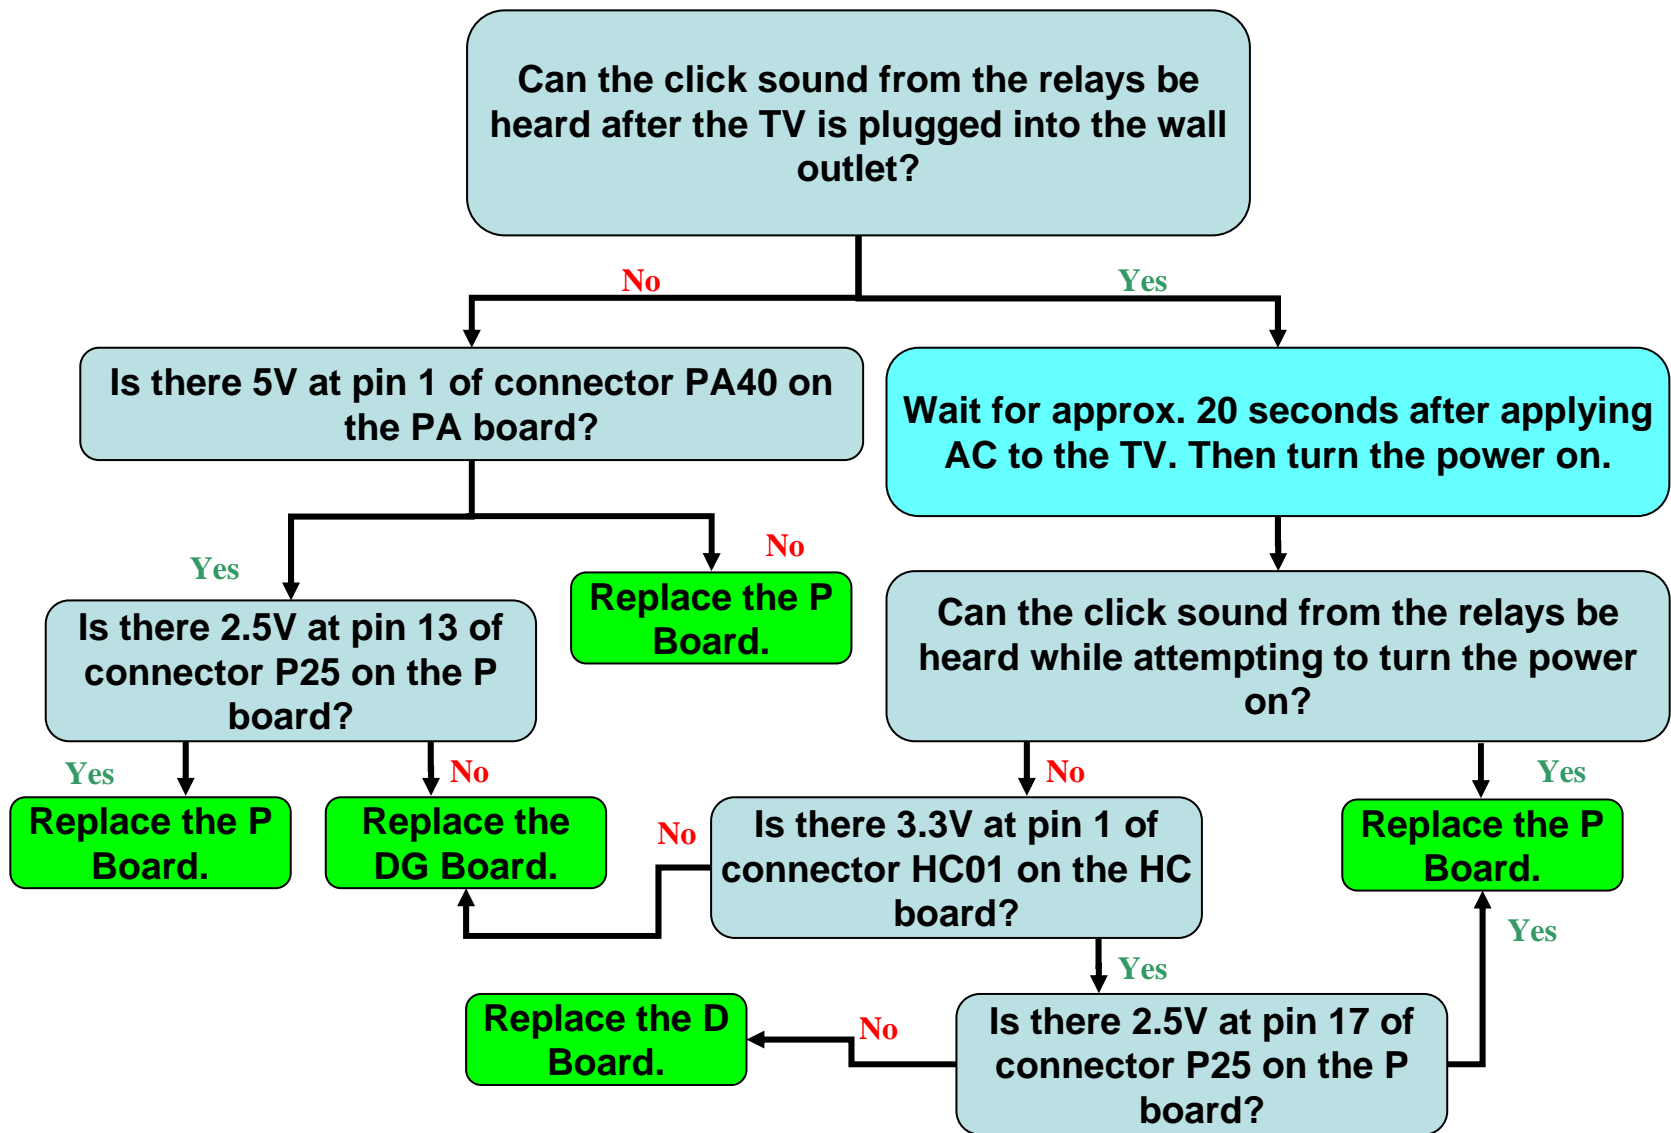 Can the click sound from the relays be
heard after the TV is plugged into the wall
outlet?
No
Yes
Is there 5V at pin 1 of connector PA40 on
the PA board?
Wait for approx. 20 seconds after applying
AC to the TV. Then turn the power on.
Yes
No
Is there 2.5V at pin 13 of
connector P25 on the P
board?
Replace the P
Board.
Can the click sound from the relays be
heard while attempting to turn the power
on?
Yes
No
No
Yes
Replace the P
Board.
Replace the
DG Board.
No
Is there 3.3V at pin 1 of
connector HC01 on the HC
board?
Replace the P
Board.
Yes
Yes
Replace the D
Board.
No
Is there 2.5V at pin 17 of
connector P25 on the P
board?